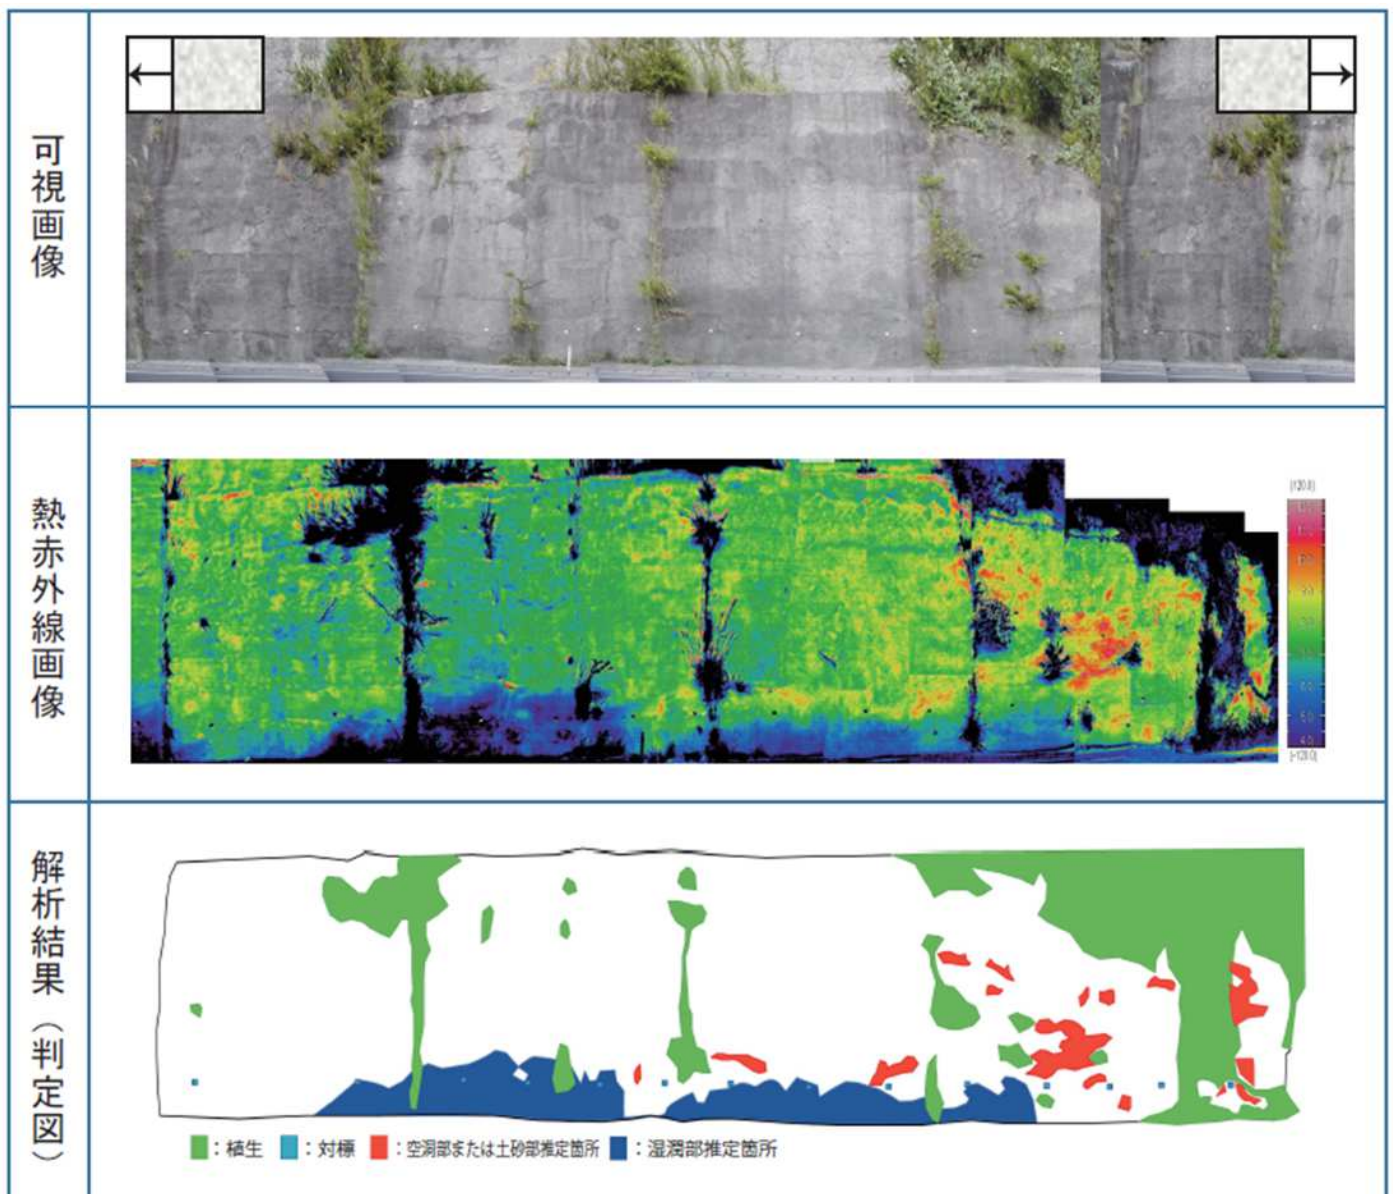 可視画像
熱赤外線画像
解析結果（判定図）
：植生
：対標
：空洞部または土砂部推定箇所
：湿潤部推定箇所